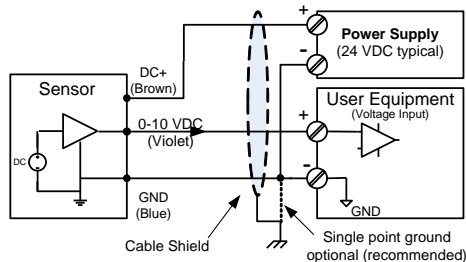 +
Power Supply
(24 VDC typical)
-
Sensor
DC+
(Brown)
User Equipment
(Voltage Input)
0-10 VDC
(Violet)
+
DC
-
GND
(Blue)
GND
Cable Shield
Single point ground
optional (recommended)